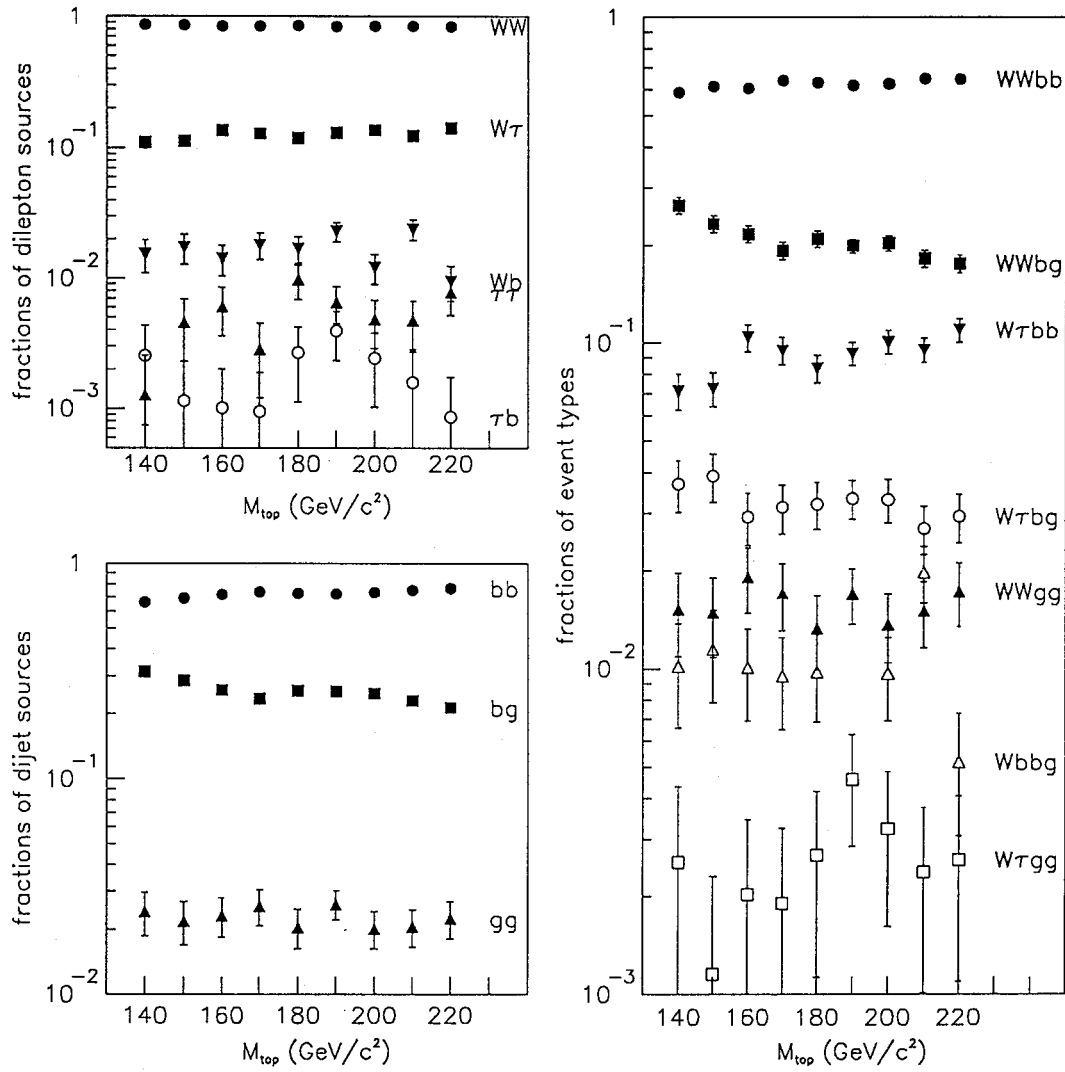 fractions of dilepton sources
1
10⁻¹
10⁻²
10⁻³
WW
Wτ
Wb
ττ
τb
140 160 180 200 220
M_top (GeV/c²)
fractions of dijet sources
1
10⁻¹
10⁻²
bb
bg
gg
140 160 180 200 220
M_top (GeV/c²)
fractions of event types
1
10⁻¹
10⁻²
10⁻³
WWbb
WWbg
Wτbb
Wτbg
WWgg
Wbbg
Wτgg
140 160 180 200 220
M_top (GeV/c²)